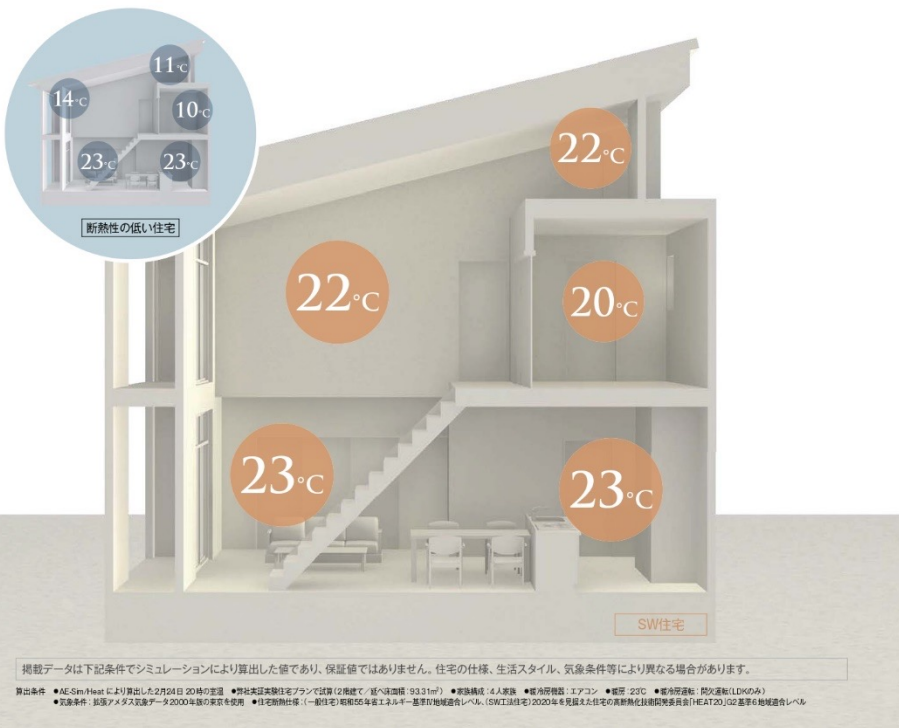 11℃
14℃
10℃
23℃
23℃
断熱性の低い住宅
22℃
22℃
20℃
23℃
23℃
SW住宅
掲載データは下記条件でシミュレーションにより算出した値であり、保証値ではありません。住宅の仕様、生活スタイル、気象条件等により異なる場合があります。
算出条件 ●AE-Sim/Heat により算出した2月24日 20時の室温 ●弊社実証実験住宅プランで試算(2階建て/延べ床面積:93.31㎡) ●家族構成:4人家族 ●暖冷房機器:エアコン ●暖房:23℃ ●暖冷房運転:間欠運転(LDKのみ)
●気象条件:拡張アメダス気象データ2000年版の東京を使用 ●住宅断熱仕様:(一般住宅)昭和55年省エネルギー基準Ⅳ地域適合レベル、(SW工法住宅)2020年を見据えた住宅の高断熱化技術開発委員会「HEAT20」G2基準6地域適合レベル